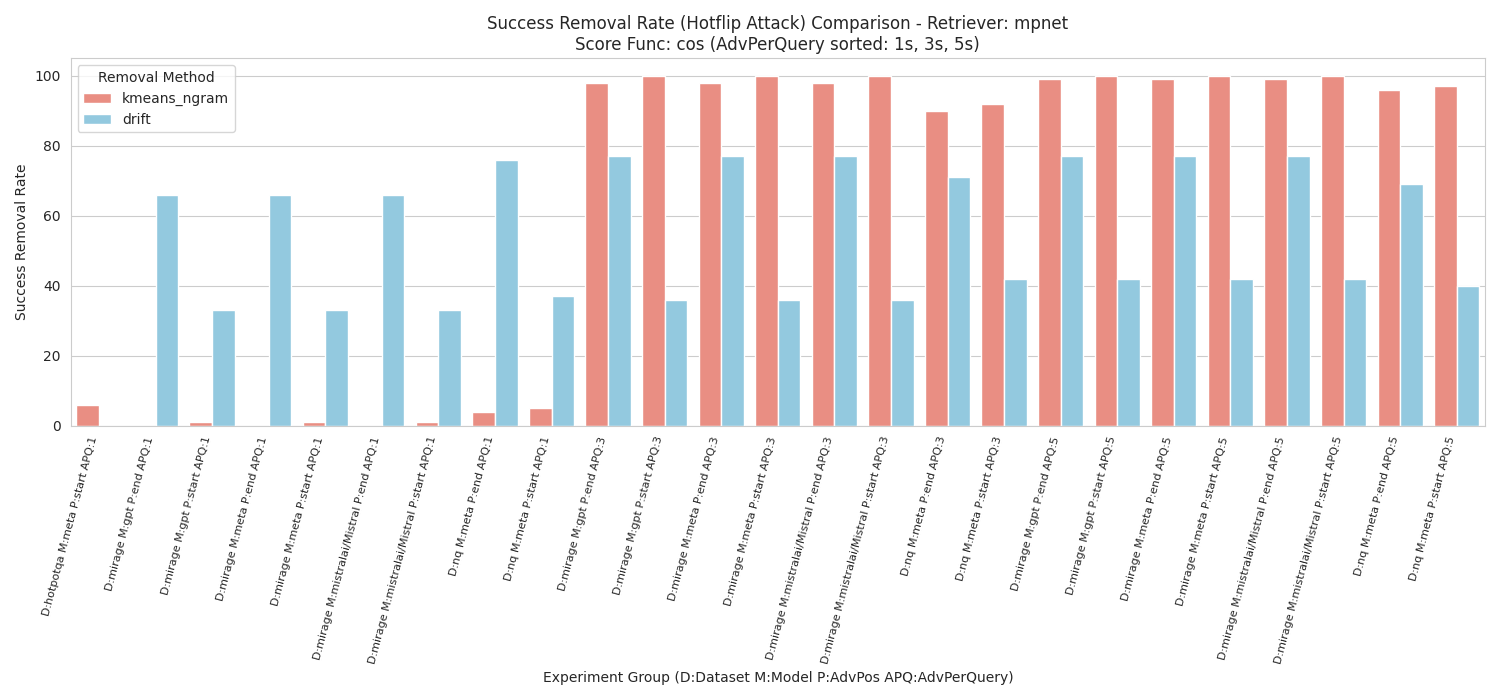 Success Removal Rate (Hotflip Attack) Comparison - Retriever: mpnet
Score Func: cos (AdvPerQuery sorted: 1s, 3s, 5s)
Removal Method
kmeans_ngram
drift
Success Removal Rate
100
80
60
40
20
0
D:hotpotqa M:meta P:start APQ:1
D:mirage M:gpt P:end APQ:1
D:mirage M:gpt P:start APQ:1
D:mirage M:meta P:end APQ:1
D:mirage M:meta P:start APQ:1
D:mirage M:mistralai/Mistral P:end APQ:1
D:mirage M:mistralai/Mistral P:start APQ:1
D:nq M:meta P:end APQ:1
D:nq M:meta P:start APQ:1
D:mirage M:gpt P:end APQ:3
D:mirage M:gpt P:start APQ:3
D:mirage M:meta P:end APQ:3
D:mirage M:meta P:start APQ:3
D:mirage M:mistralai/Mistral P:end APQ:3
D:mirage M:mistralai/Mistral P:start APQ:3
D:nq M:meta P:end APQ:3
D:nq M:meta P:start APQ:3
D:mirage M:gpt P:end APQ:5
D:mirage M:gpt P:start APQ:5
D:mirage M:meta P:end APQ:5
D:mirage M:meta P:start APQ:5
D:mirage M:mistralai/Mistral P:end APQ:5
D:mirage M:mistralai/Mistral P:start APQ:5
D:nq M:meta P:end APQ:5
D:nq M:meta P:start APQ:5
Experiment Group (D:Dataset M:Model P:AdvPos APQ:AdvPerQuery)